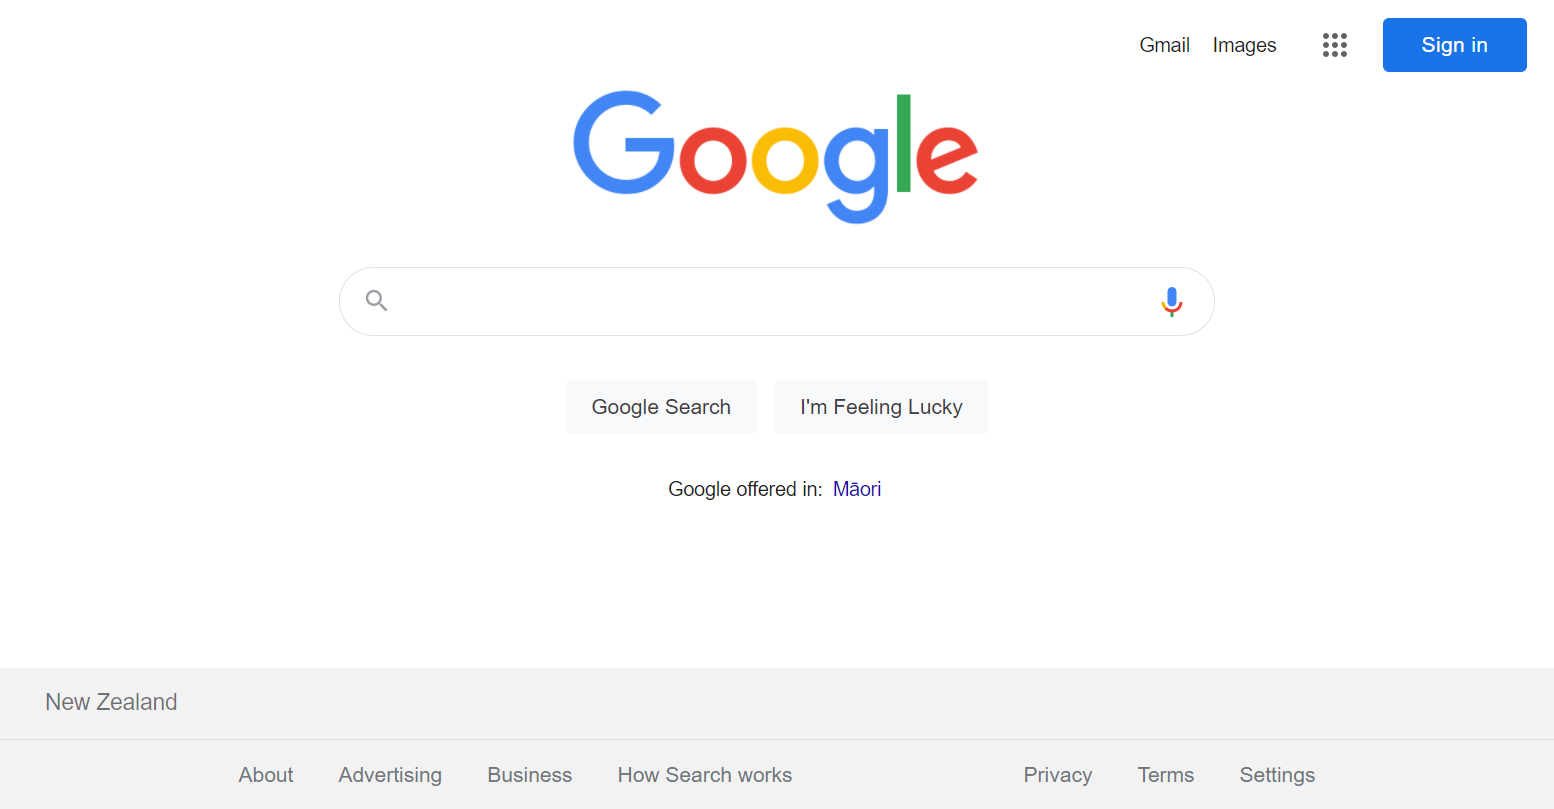 Gmail Images Sign in
Google
Google Search I'm Feeling Lucky
Google offered in: Māori
New Zealand
About Advertising Business How Search works Privacy Terms Settings